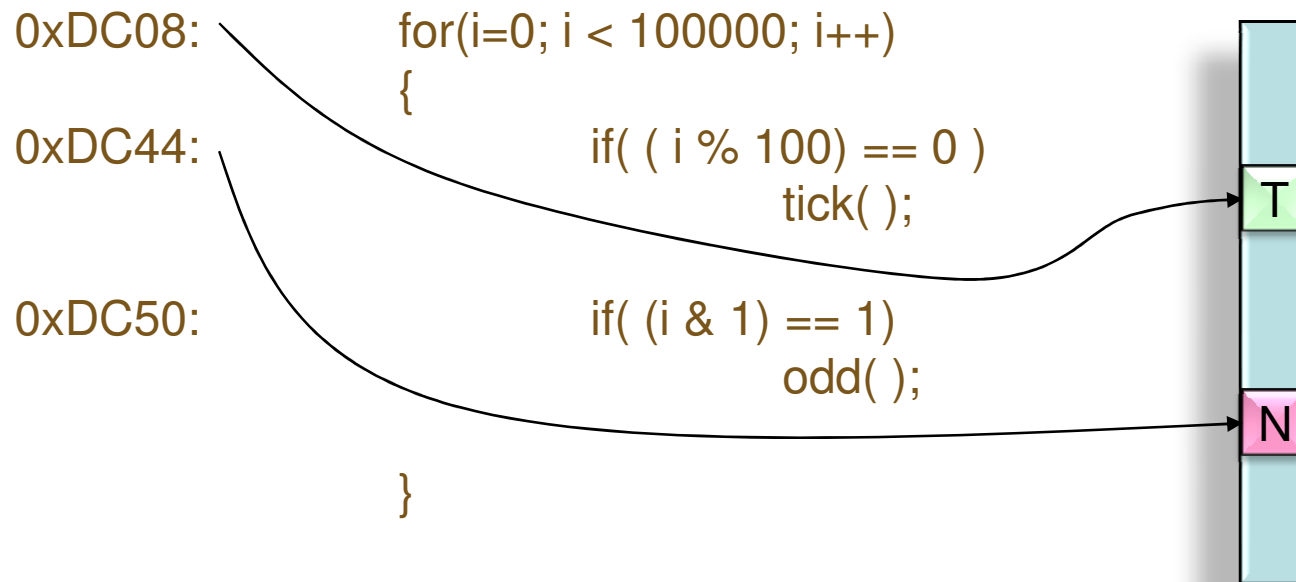 0xDC08: for(i=0; i < 100000; i++)
{
0xDC44: if( ( i % 100) == 0 )
tick( );
T
0xDC50: if( (i & 1) == 1)
odd( );
N
}